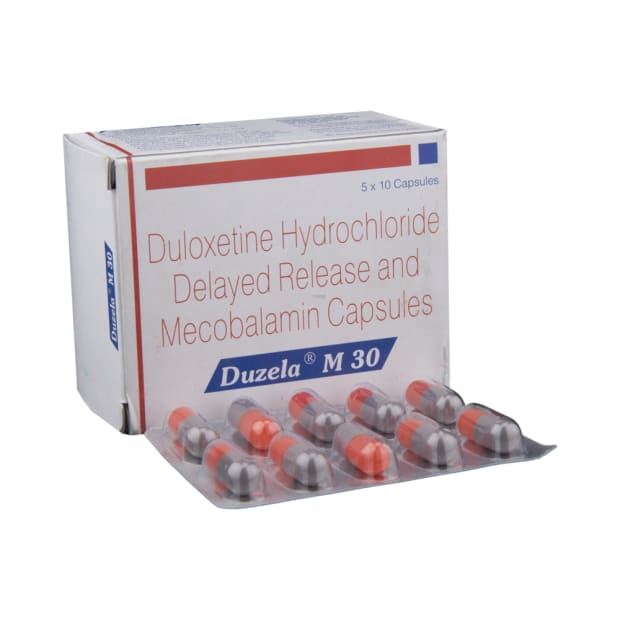 5 x 10 Capsules
Duloxetine Hydrochloride
Delayed Release and
Mecobalamin Capsules
Duzela® M 30
Duzela® M 30